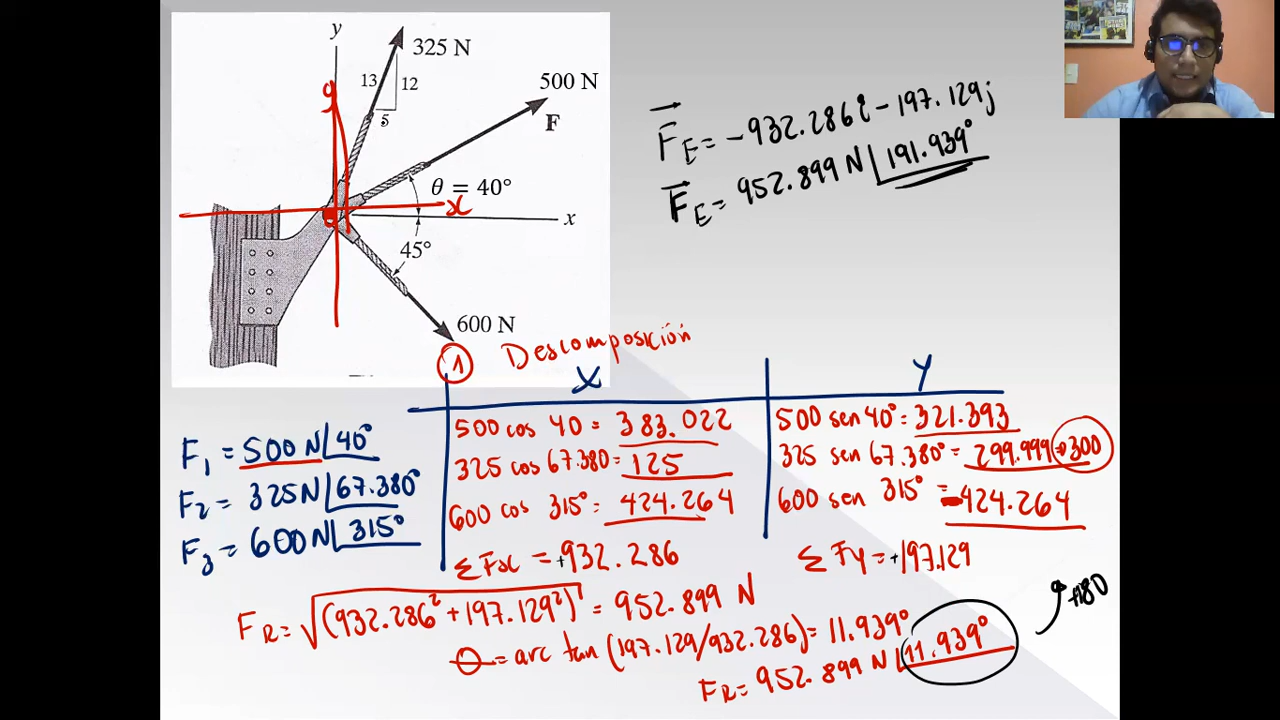 y
325 N
13
12
5
500 N
F
y
θ = 40°
x
x
45°
600 N
F⃗E = -932.286î - 197.129j
F⃗E = 952.899 N ∠191.939°
① Descomposición
X
Y
F₁ = 500 N ∠40°
500 cos 40 = 383.022
500 sen 40° = 321.393
F₂ = 325N ∠67.380°
325 cos 67.380 = 125
325 sen 67.380° = 299.999 → 300
F₃ = 600N ∠315°
600 cos 315° = 424.264
600 sen 315° = -424.264
ΣFx = +932.286
ΣFy = +197.129
FR = √(932.286² + 197.129²) = 952.899 N
θ = arc tan (197.129/932.286) = 11.939°
FR = 952.899 N ∠11.939°
+180